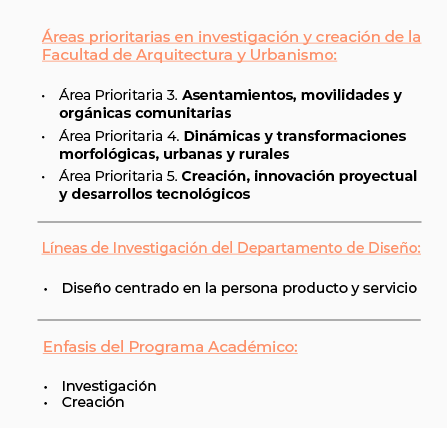 Áreas prioritarias en investigación y creación de la
Facultad de Arquitectura y Urbanismo:
• Área Prioritaria 3. Asentamientos, movilidades y
orgánicas comunitarias
• Área Prioritaria 4. Dinámicas y transformaciones
morfológicas, urbanas y rurales
• Área Prioritaria 5. Creación, innovación proyectual
y desarrollos tecnológicos
Líneas de Investigación del Departamento de Diseño:
• Diseño centrado en la persona producto y servicio
Enfasis del Programa Académico:
• Investigación
• Creación